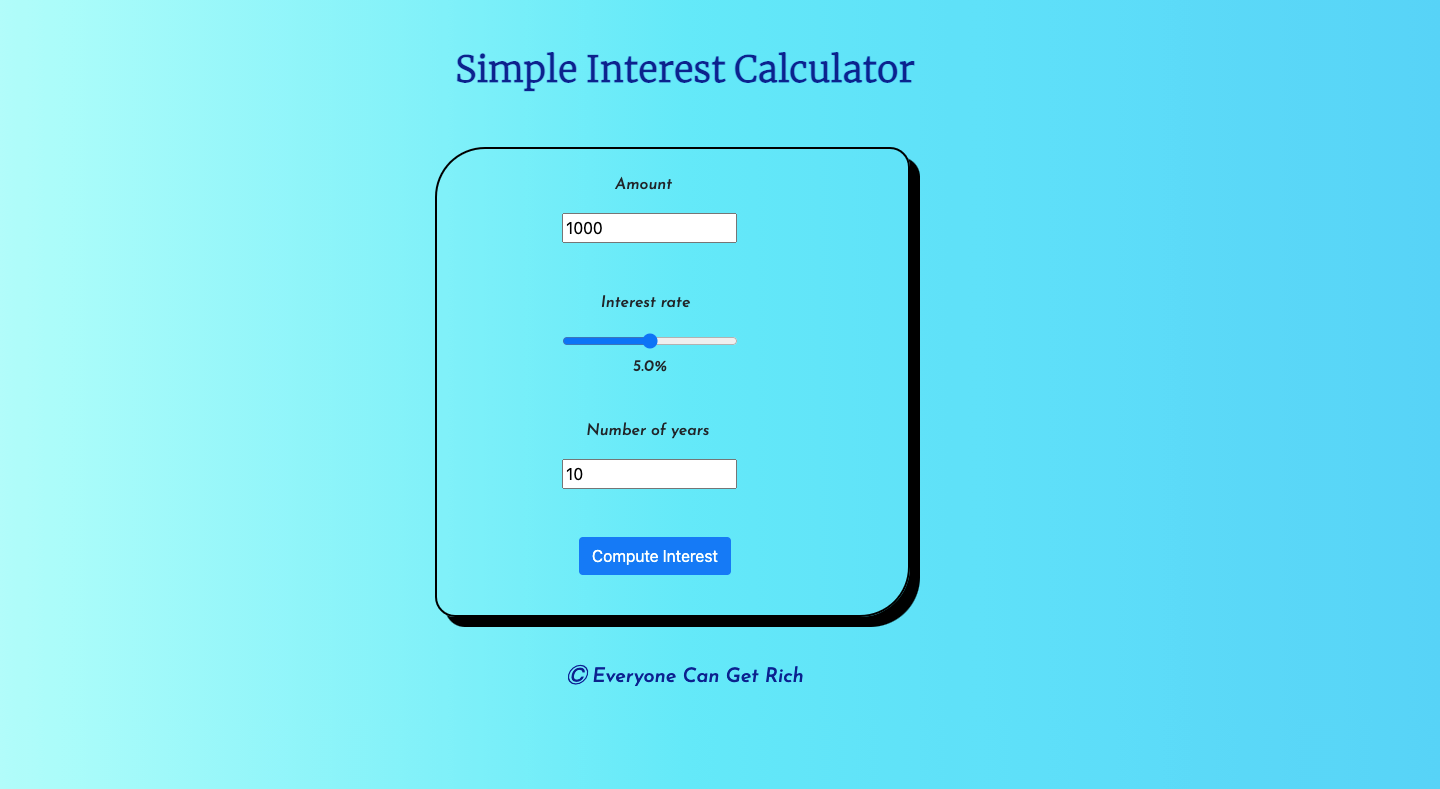 Simple Interest Calculator
Amount
1000
Interest rate
5.0%
Number of years
10
Compute Interest
© Everyone Can Get Rich